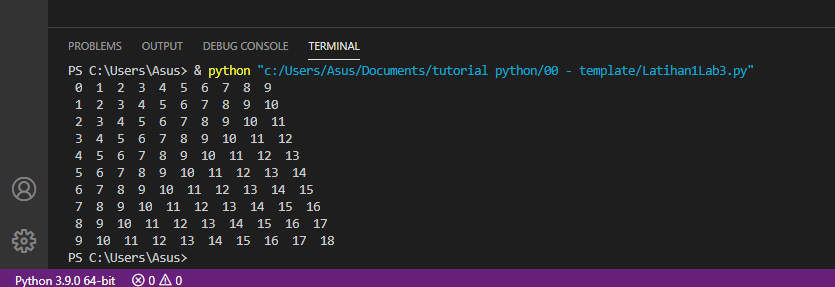 PROBLEMS OUTPUT DEBUG CONSOLE TERMINAL
PS C:\Users\Asus> & python "c:/Users/Asus/Documents/tutorial python/00 - template/Latihan1Lab3.py"
0 1 2 3 4 5 6 7 8 9
1 2 3 4 5 6 7 8 9 10
2 3 4 5 6 7 8 9 10 11
3 4 5 6 7 8 9 10 11 12
4 5 6 7 8 9 10 11 12 13
5 6 7 8 9 10 11 12 13 14
6 7 8 9 10 11 12 13 14 15
7 8 9 10 11 12 13 14 15 16
8 9 10 11 12 13 14 15 16 17
9 10 11 12 13 14 15 16 17 18
PS C:\Users\Asus>
Python 3.9.0 64-bit 0 0